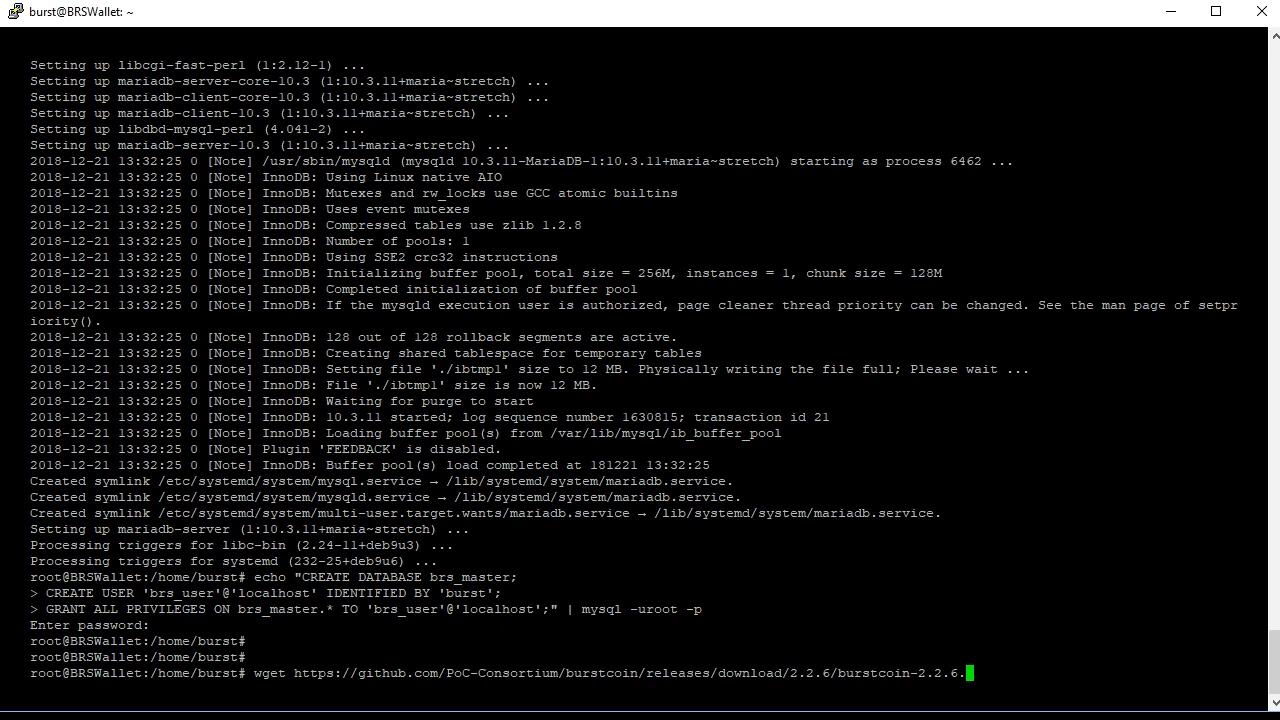 burst@BRSWallet: ~
Setting up libcgi-fast-perl (1:2.12-1) ...
Setting up mariadb-server-core-10.3 (1:10.3.11+maria~stretch) ...
Setting up mariadb-client-core-10.3 (1:10.3.11+maria~stretch) ...
Setting up mariadb-client-10.3 (1:10.3.11+maria~stretch) ...
Setting up libdbd-mysql-perl (4.041-2) ...
Setting up mariadb-server-10.3 (1:10.3.11+maria~stretch) ...
2018-12-21 13:32:25 0 [Note] /usr/sbin/mysqld (mysqld 10.3.11-MariaDB-1:10.3.11+maria~stretch) starting as process 6462 ...
2018-12-21 13:32:25 0 [Note] InnoDB: Using Linux native AIO
2018-12-21 13:32:25 0 [Note] InnoDB: Mutexes and rw_locks use GCC atomic builtins
2018-12-21 13:32:25 0 [Note] InnoDB: Uses event mutexes
2018-12-21 13:32:25 0 [Note] InnoDB: Compressed tables use zlib 1.2.8
2018-12-21 13:32:25 0 [Note] InnoDB: Number of pools: 1
2018-12-21 13:32:25 0 [Note] InnoDB: Using SSE2 crc32 instructions
2018-12-21 13:32:25 0 [Note] InnoDB: Initializing buffer pool, total size = 256M, instances = 1, chunk size = 128M
2018-12-21 13:32:25 0 [Note] InnoDB: Completed initialization of buffer pool
2018-12-21 13:32:25 0 [Note] InnoDB: If the mysqld execution user is authorized, page cleaner thread priority can be changed. See the man page of setpr
iority().
2018-12-21 13:32:25 0 [Note] InnoDB: 128 out of 128 rollback segments are active.
2018-12-21 13:32:25 0 [Note] InnoDB: Creating shared tablespace for temporary tables
2018-12-21 13:32:25 0 [Note] InnoDB: Setting file './ibtmp1' size to 12 MB. Physically writing the file full; Please wait ...
2018-12-21 13:32:25 0 [Note] InnoDB: File './ibtmp1' size is now 12 MB.
2018-12-21 13:32:25 0 [Note] InnoDB: Waiting for purge to start
2018-12-21 13:32:25 0 [Note] InnoDB: 10.3.11 started; log sequence number 1630815; transaction id 21
2018-12-21 13:32:25 0 [Note] InnoDB: Loading buffer pool(s) from /var/lib/mysql/ib_buffer_pool
2018-12-21 13:32:25 0 [Note] Plugin 'FEEDBACK' is disabled.
2018-12-21 13:32:25 0 [Note] InnoDB: Buffer pool(s) load completed at 181221 13:32:25
Created symlink /etc/systemd/system/mysql.service → /lib/systemd/system/mariadb.service.
Created symlink /etc/systemd/system/mysqld.service → /lib/systemd/system/mariadb.service.
Created symlink /etc/systemd/system/multi-user.target.wants/mariadb.service → /lib/systemd/system/mariadb.service.
Setting up mariadb-server (1:10.3.11+maria~stretch) ...
Processing triggers for libc-bin (2.24-11+deb9u3) ...
Processing triggers for systemd (232-25+deb9u6) ...
root@BRSWallet:/home/burst# echo "CREATE DATABASE brs_master;
> CREATE USER 'brs_user'@'localhost' IDENTIFIED BY 'burst';
> GRANT ALL PRIVILEGES ON brs_master.* TO 'brs_user'@'localhost';" | mysql -uroot -p
Enter password:
root@BRSWallet:/home/burst#
root@BRSWallet:/home/burst#
root@BRSWallet:/home/burst# wget https://github.com/PoC-Consortium/burstcoin/releases/download/2.2.6/burstcoin-2.2.6.